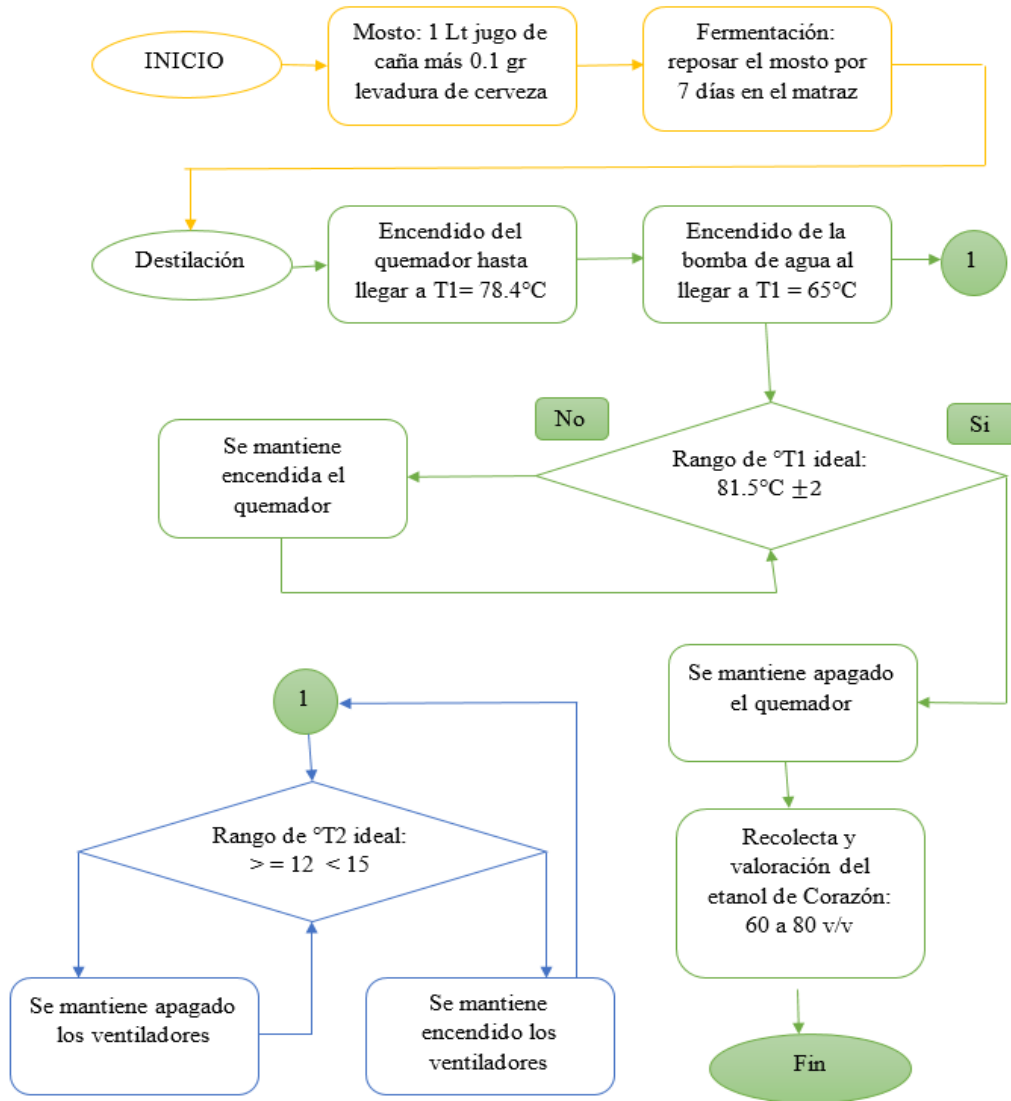 INICIO
Mosto: 1 Lt jugo de
caña más 0.1 gr
levadura de cerveza
Fermentación:
reposar el mosto por
7 días en el matraz
Destilación
Encendido del
quemador hasta
llegar a T1= 78.4°C
Encendido de la
bomba de agua al
llegar a T1 = 65°C
1
No
Si
Rango de °T1 ideal:
81.5°C ±2
Se mantiene
encendida el
quemador
Se mantiene apagado
el quemador
1
Rango de °T2 ideal:
> = 12 < 15
Recolecta y
valoración del
etanol de Corazón:
60 a 80 v/v
Se mantiene apagado
los ventiladores
Se mantiene
encendido los
ventiladores
Fin